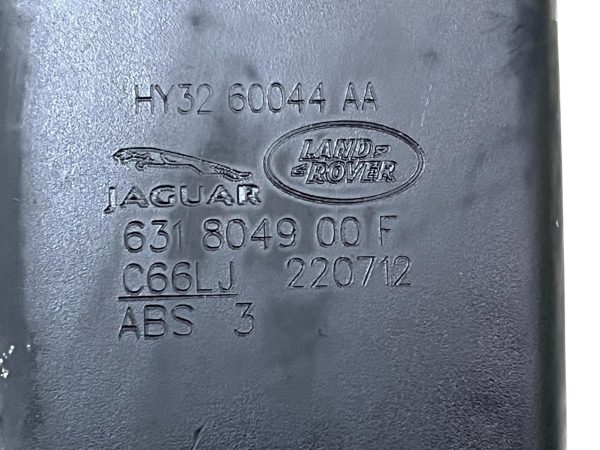 HY32 60044 AA
JAGUAR LAND-
-ROVER
631 8049 00 F
C66LJ 220712
ABS 3